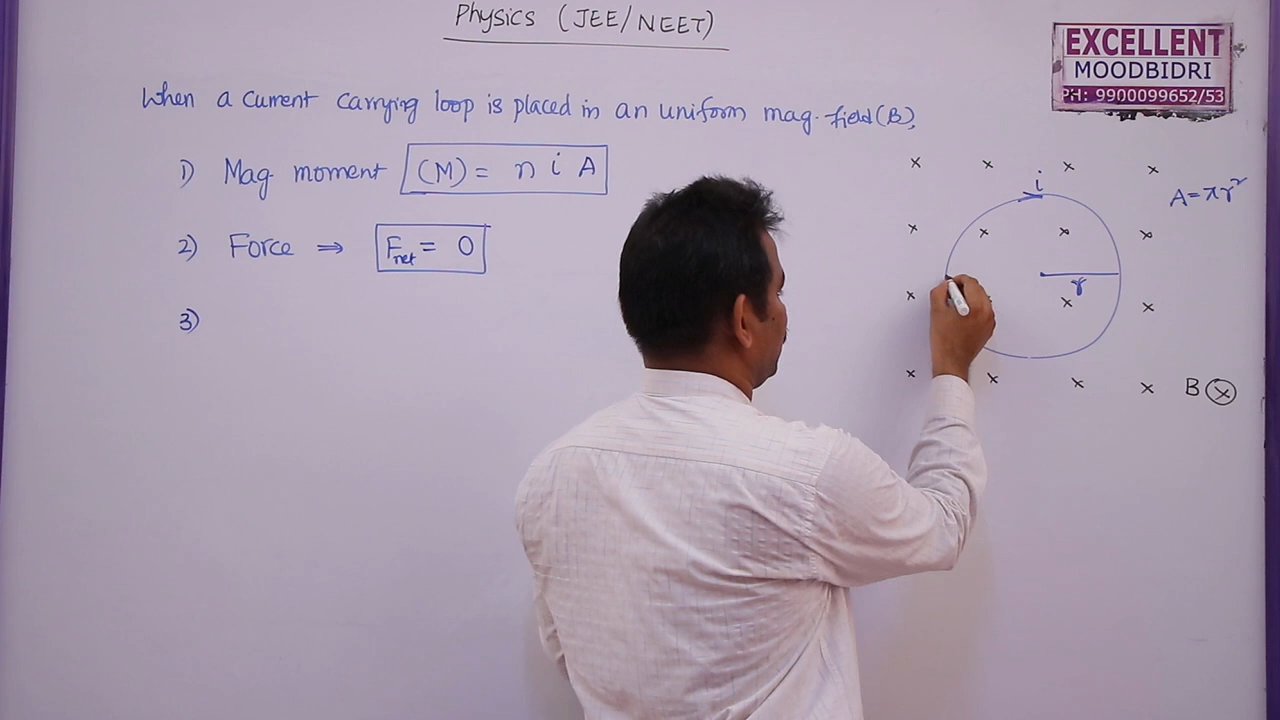 Physics (JEE/NEET)
EXCELLENT
MOODBIDRI
PH: 9900099652/53
When a current carrying loop is placed in an uniform mag. field (B),
1) Mag. moment (M) = n i A
2) Force ⇒ Fnet = 0
3)
i
A = πr²
r
B ⊗